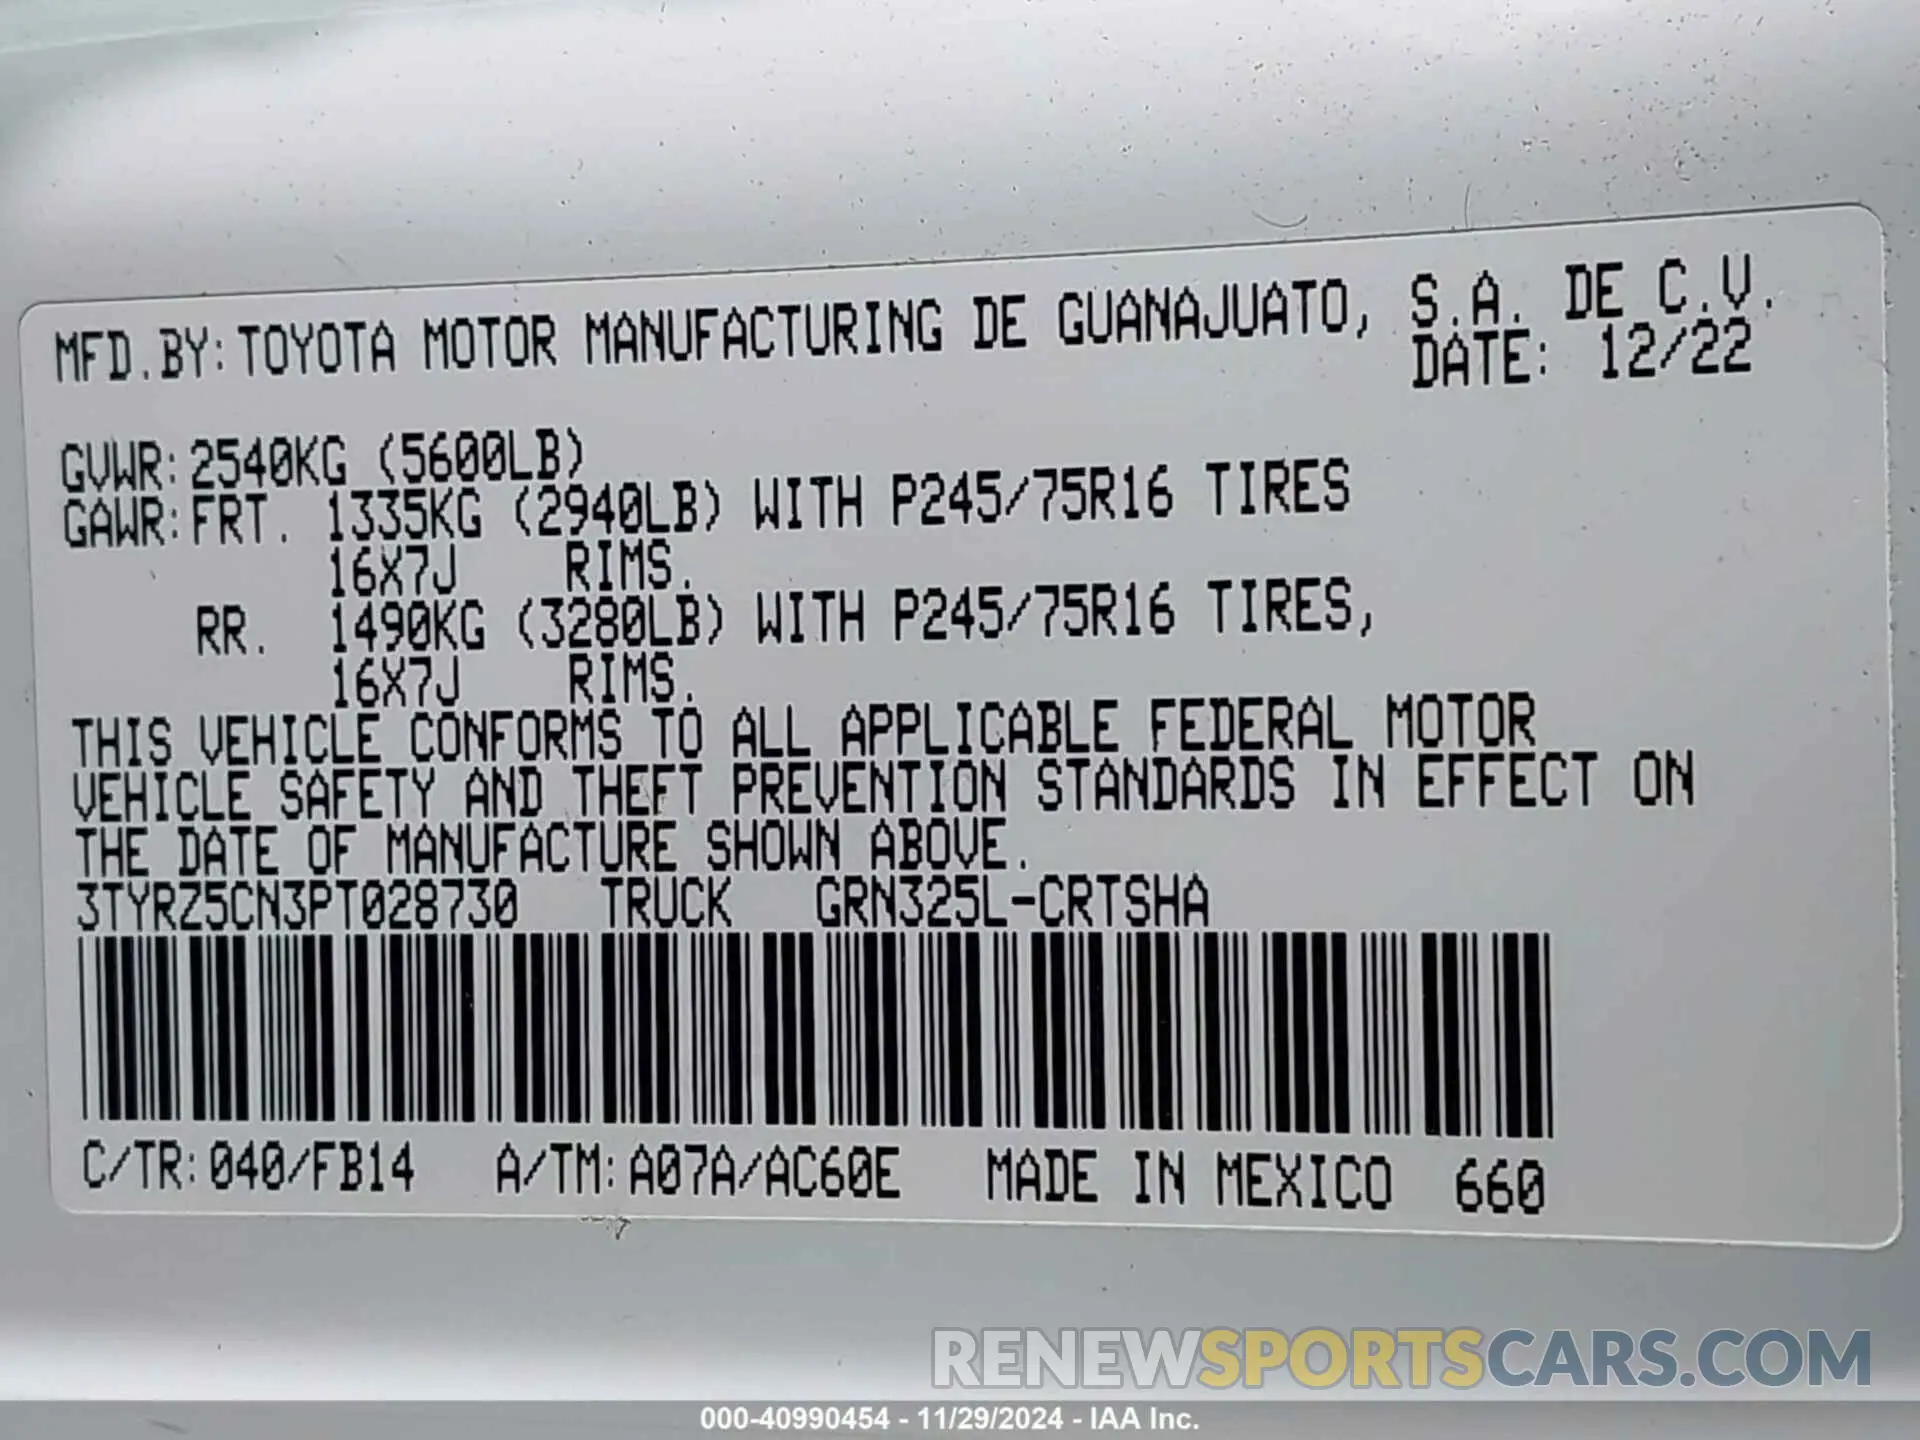 MFD.BY:TOYOTA MOTOR MANUFACTURING DE GUANAJUATO, S.A. DE C.V.
DATE: 12/22
GVWR:2540KG (5600LB)
GAWR:FRT. 1335KG (2940LB) WITH P245/75R16 TIRES
16X7J RIMS.
RR. 1490KG (3280LB) WITH P245/75R16 TIRES,
16X7J RIMS.
THIS VEHICLE CONFORMS TO ALL APPLICABLE FEDERAL MOTOR
VEHICLE SAFETY AND THEFT PREVENTION STANDARDS IN EFFECT ON
THE DATE OF MANUFACTURE SHOWN ABOVE.
3TYRZ5CN3PT028730 TRUCK GRN325L-CRTSHA
C/TR:040/FB14 A/TM:A07A/AC60E MADE IN MEXICO 660
RENEWSPORTSCARS.COM
000-40990454 - 11/29/2024 - IAA Inc.